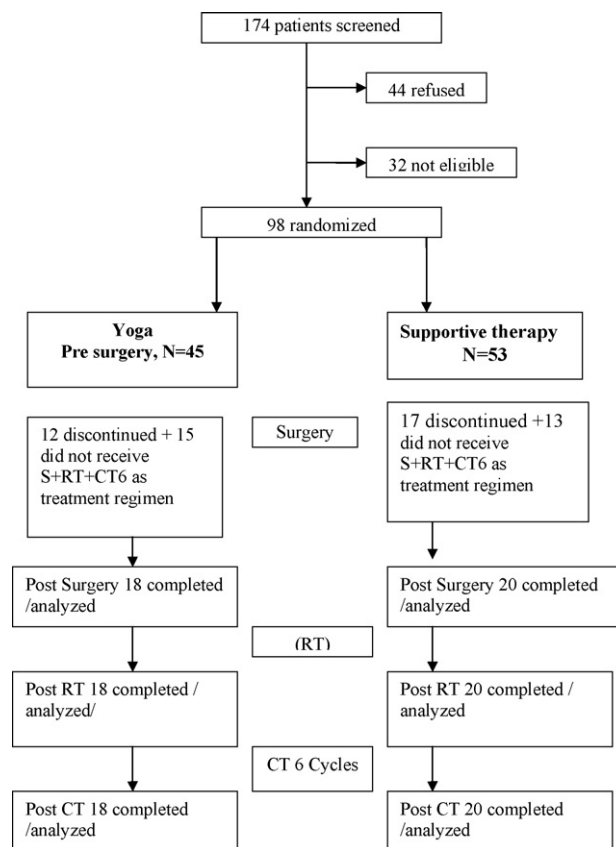 174 patients screened
44 refused
32 not eligible
98 randomized
Yoga
Pre surgery, N=45
Supportive therapy
N=53
12 discontinued + 15
did not receive
S+RT+CT6 as
treatment regimen
Surgery
17 discontinued +13
did not receive
S+RT+CT6 as
treatment regimen
Post Surgery 18 completed
/analyzed
Post Surgery 20 completed
/analyzed
(RT)
Post RT 18 completed /
analyzed/
Post RT 20 completed /
analyzed
CT 6 Cycles
Post CT 18 completed
/analyzed
Post CT 20 completed
/analyzed